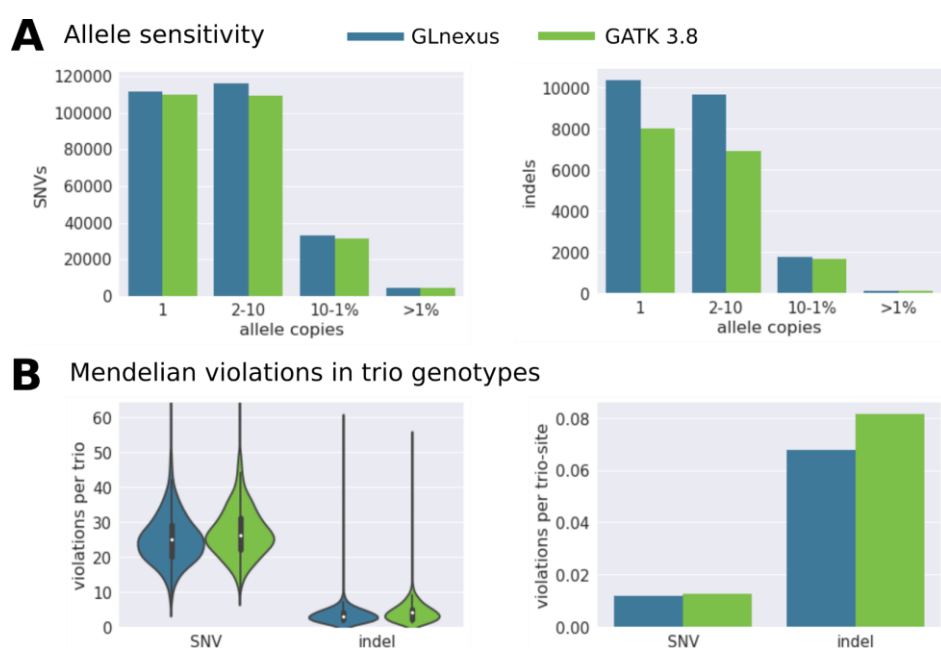 A Allele sensitivity GLnexus GATK 3.8
120000
100000
80000
60000
40000
20000
0
SNVs
1 2-10 10-1% >1%
allele copies
10000
8000
6000
4000
2000
0
indels
1 2-10 10-1% >1%
allele copies
B Mendelian violations in trio genotypes
60
50
40
30
20
10
0
violations per trio
SNV indel
0.08
0.06
0.04
0.02
0.00
violations per trio-site
SNV indel